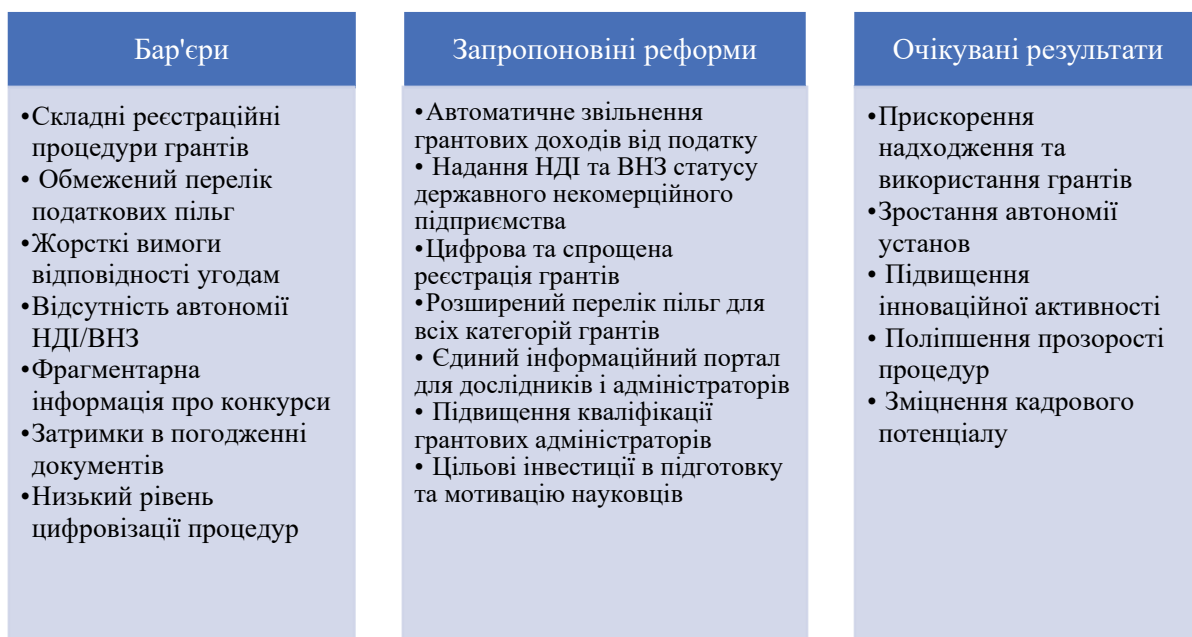 Бар'єри
•Складні реєстраційні
процедури грантів
• Обмежений перелік
податкових пільг
•Жорсткі вимоги
відповідності угодам
•Відсутність автономії
НДІ/ВНЗ
•Фрагментарна
інформація про конкурси
•Затримки в погодженні
документів
•Низький рівень
цифровізації процедур
Запропоновіні реформи
•Автоматичне звільнення
грантових доходів від податку
• Надання НДІ та ВНЗ статусу
державного некомерційного
підприємства
•Цифрова та спрощена
реєстрація грантів
•Розширений перелік пільг для
всіх категорій грантів
• Єдиний інформаційний портал
для дослідників і адміністраторів
• Підвищення кваліфікації
грантових адміністраторів
• Цільові інвестиції в підготовку
та мотивацію науковців
Очікувані результати
•Прискорення
надходження та
використання грантів
•Зростання автономії
установ
• Підвищення
інноваційної активності
• Поліпшення прозорості
процедур
• Зміцнення кадрового
потенціалу